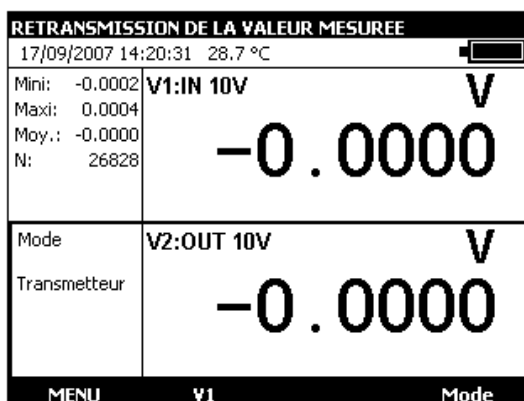 RETRANSMISSION DE LA VALEUR MESUREE
17/09/2007 14:20:31 28.7 °C
Mini: -0.0002
Maxi: 0.0004
Moy.: -0.0000
N: 26828
V1:IN 10V V
-0.0000
Mode
Transmetteur
V2:OUT 10V V
-0.0000
MENU V1 Mode